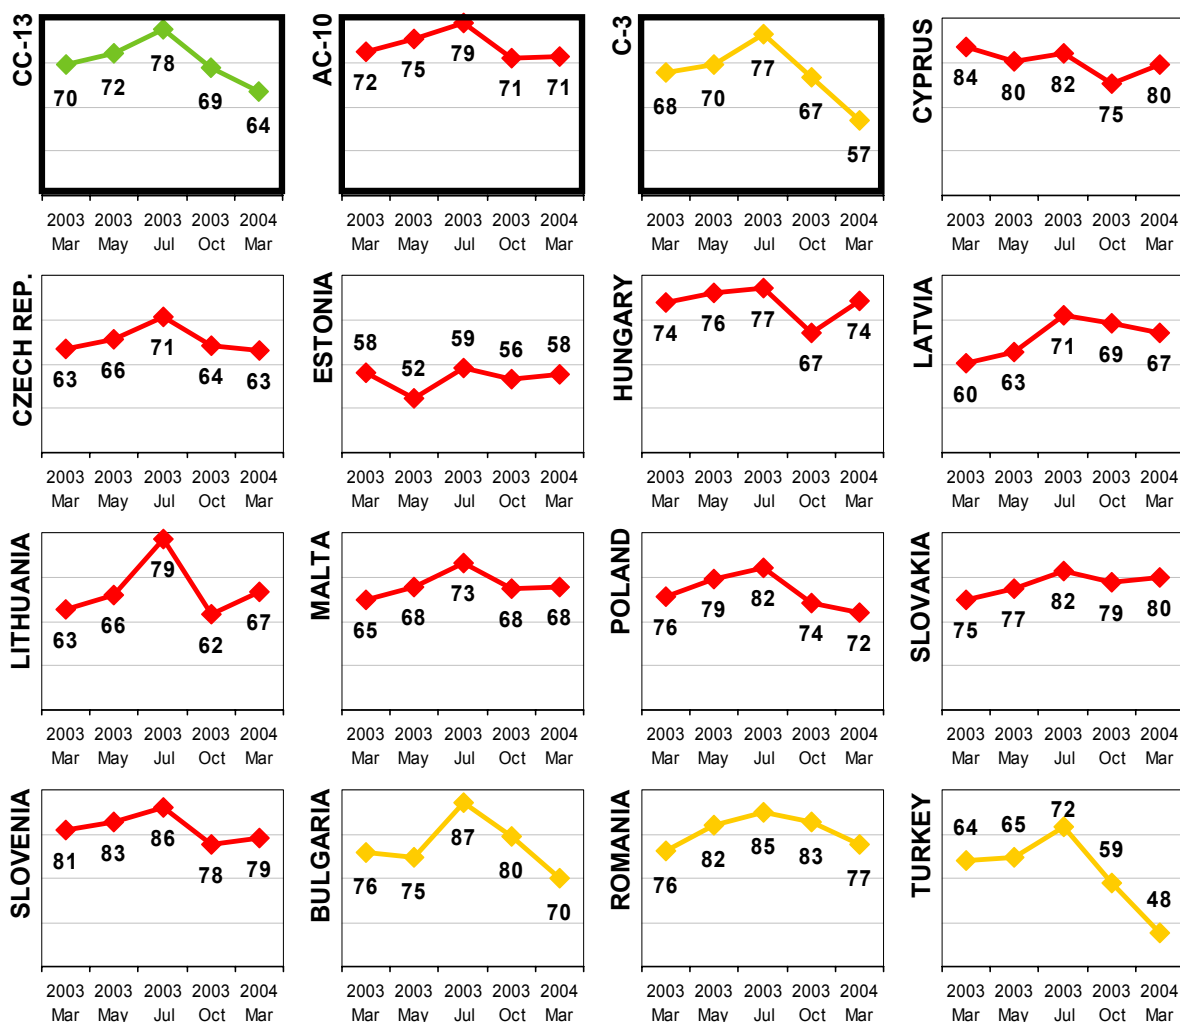 CC-13
70
72
78
69
64
2003 2003 2003 2003 2004
Mar May Jul Oct Mar
AC-10
72
75
79
71
71
2003 2003 2003 2003 2004
Mar May Jul Oct Mar
C-3
68
70
77
67
57
2003 2003 2003 2003 2004
Mar May Jul Oct Mar
CYPRUS
84
80
82
75
80
2003 2003 2003 2003 2004
Mar May Jul Oct Mar
CZECH REP.
63
66
71
64
63
2003 2003 2003 2003 2004
Mar May Jul Oct Mar
ESTONIA
58
52
59
56
58
2003 2003 2003 2003 2004
Mar May Jul Oct Mar
HUNGARY
74
76
77
67
74
2003 2003 2003 2003 2004
Mar May Jul Oct Mar
LATVIA
60
63
71
69
67
2003 2003 2003 2003 2004
Mar May Jul Oct Mar
LITHUANIA
63
66
79
62
67
2003 2003 2003 2003 2004
Mar May Jul Oct Mar
MALTA
65
68
73
68
68
2003 2003 2003 2003 2004
Mar May Jul Oct Mar
POLAND
76
79
82
74
72
2003 2003 2003 2003 2004
Mar May Jul Oct Mar
SLOVAKIA
75
77
82
79
80
2003 2003 2003 2003 2004
Mar May Jul Oct Mar
SLOVENIA
81
83
86
78
79
2003 2003 2003 2003 2004
Mar May Jul Oct Mar
BULGARIA
76
75
87
80
70
2003 2003 2003 2003 2004
Mar May Jul Oct Mar
ROMANIA
76
82
85
83
77
2003 2003 2003 2003 2004
Mar May Jul Oct Mar
TURKEY
64
65
72
59
48
2003 2003 2003 2003 2004
Mar May Jul Oct Mar